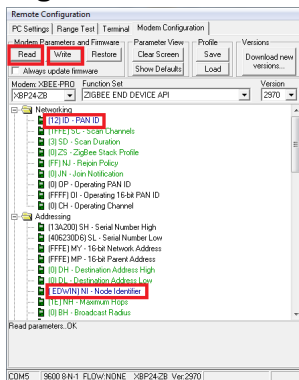 Remote Configuration
PC Settings Range Test Terminal Modem Configuration
Modem Parameters and Firmware Parameter View Profile Versions
Read Write Restore Clear Screen Save Download new versions...
Always update firmware Show Defaults Load
Modem: XBEE-PRO Function Set Version
XBP24-ZB ZIGBEE END DEVICE API 2970
Networking
(12) ID - PAN ID
(1FFE) SC - Scan Channels
(3) SD - Scan Duration
(0) ZS - ZigBee Stack Profile
(FF) NJ - Rejoin Policy
(0) JN - Join Notification
(0) OP - Operating PAN ID
(FFFF) OI - Operating 16-bit PAN ID
(0) CH - Operating Channel
Addressing
(13A200) SH - Serial Number High
(406230D6) SL - Serial Number Low
(FFFE) MY - 16-bit Network Address
(FFFE) MP - 16-bit Parent Address
(0) DH - Destination Address High
(0) DL - Destination Address Low
( EDWIN) NI - Node Identifier
(1E) NH - Maximum Hops
(0) BH - Broadcast Radius
Read parameters..OK
COM5 9600 8-N-1 FLOW:NONE XBP24-ZB Ver:2970